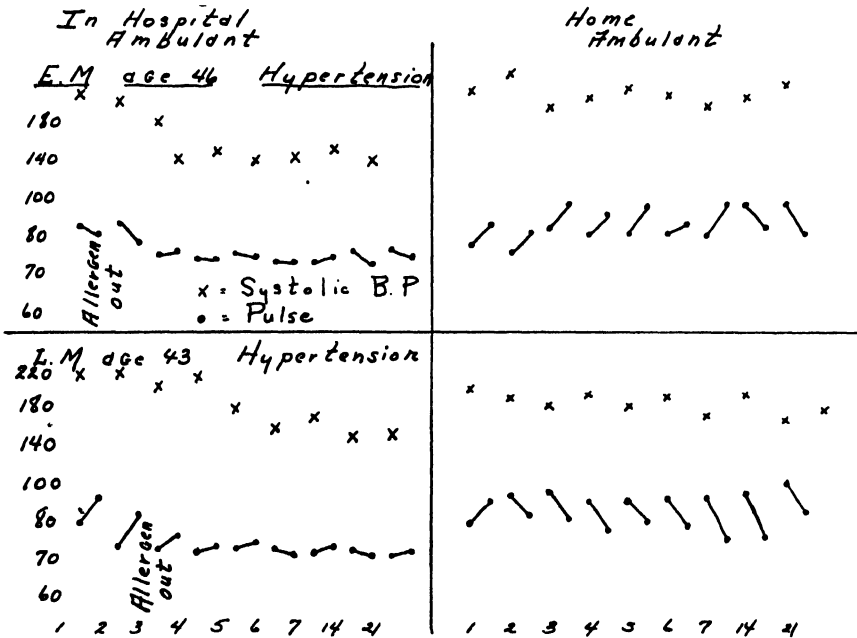 In Hospital
Ambulant
Home
Ambulant
E.M age 46 Hypertension
180
140
100
80
70
60
Allergen
out
x = Systolic B.P
• = Pulse
L.M age 43 Hypertension
220
180
140
100
80
70
60
Allergen
out
1 2 3 4 5 6 7 14 21
1 2 3 4 5 6 7 14 21